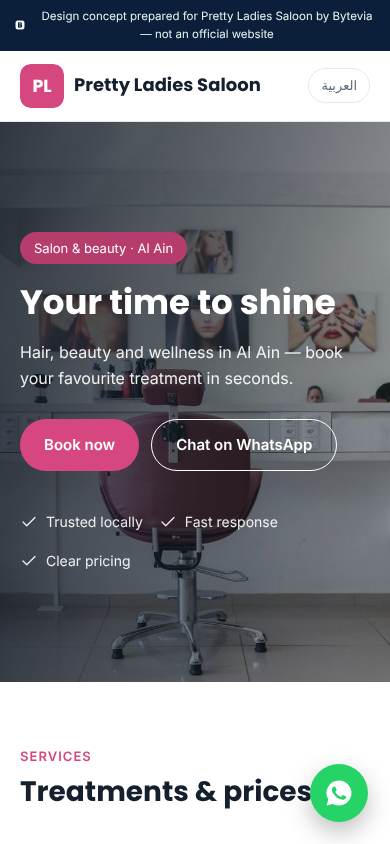 Design concept prepared for Pretty Ladies Saloon by Bytevia
— not an official website
B
PL
Pretty Ladies Saloon
العربية
Salon & beauty · Al Ain
Your time to shine
Hair, beauty and wellness in Al Ain — book
your favourite treatment in seconds.
Book now
Chat on WhatsApp
Trusted locally
Fast response
Clear pricing
SERVICES
Treatments & prices